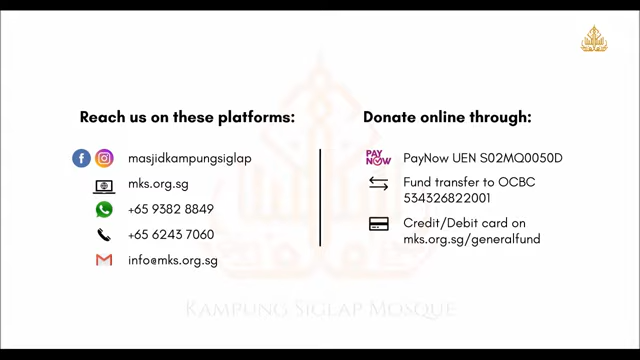 Reach us on these platforms:
masjidkampungsiglap
mks.org.sg
+65 9382 8849
+65 6243 7060
info@mks.org.sg
Donate online through:
PAY NOW
PayNow UEN S02MQ0050D
Fund transfer to OCBC
534326822001
Credit/Debit card on
mks.org.sg/generalfund
KAMPUNG SIGLAP MOSQUE